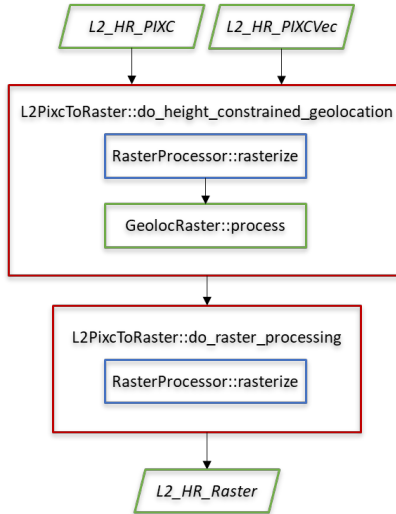 L2_HR_PIXC
L2_HR_PIXCVec
L2PixcToRaster::do_height_constrained_geolocation
RasterProcessor::rasterize
GeolocRaster::process
L2PixcToRaster::do_raster_processing
RasterProcessor::rasterize
L2_HR_Raster